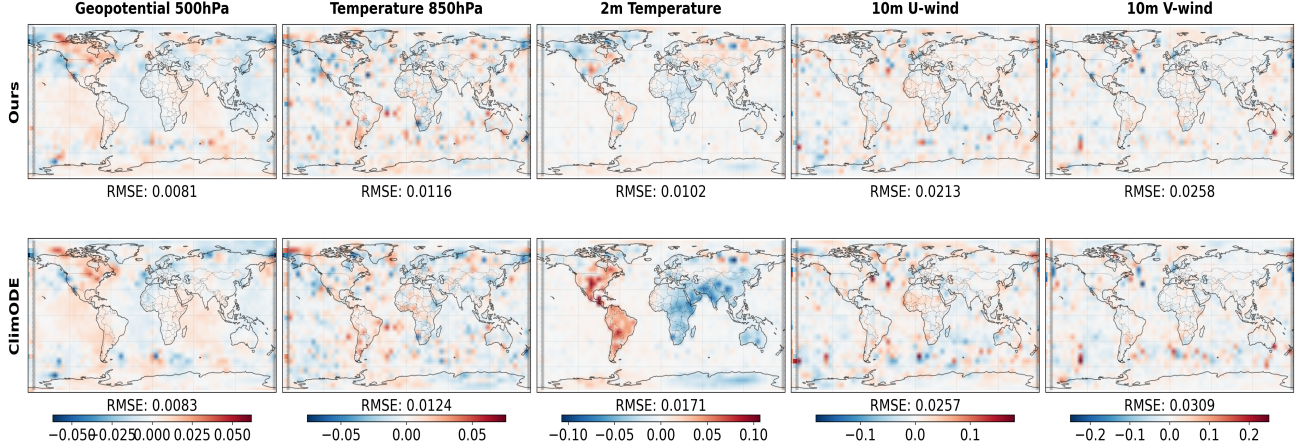 Geopotential 500hPa Temperature 850hPa 2m Temperature 10m U-wind 10m V-wind
Ours
RMSE: 0.0081 RMSE: 0.0116 RMSE: 0.0102 RMSE: 0.0213 RMSE: 0.0258
ClimODE
RMSE: 0.0083 RMSE: 0.0124 RMSE: 0.0171 RMSE: 0.0257 RMSE: 0.0309
−0.050 −0.025 0.000 0.025 0.050 −0.05 0.00 0.05 −0.10 −0.05 0.00 0.05 0.10 −0.1 0.0 0.1 −0.2 −0.1 0.0 0.1 0.2